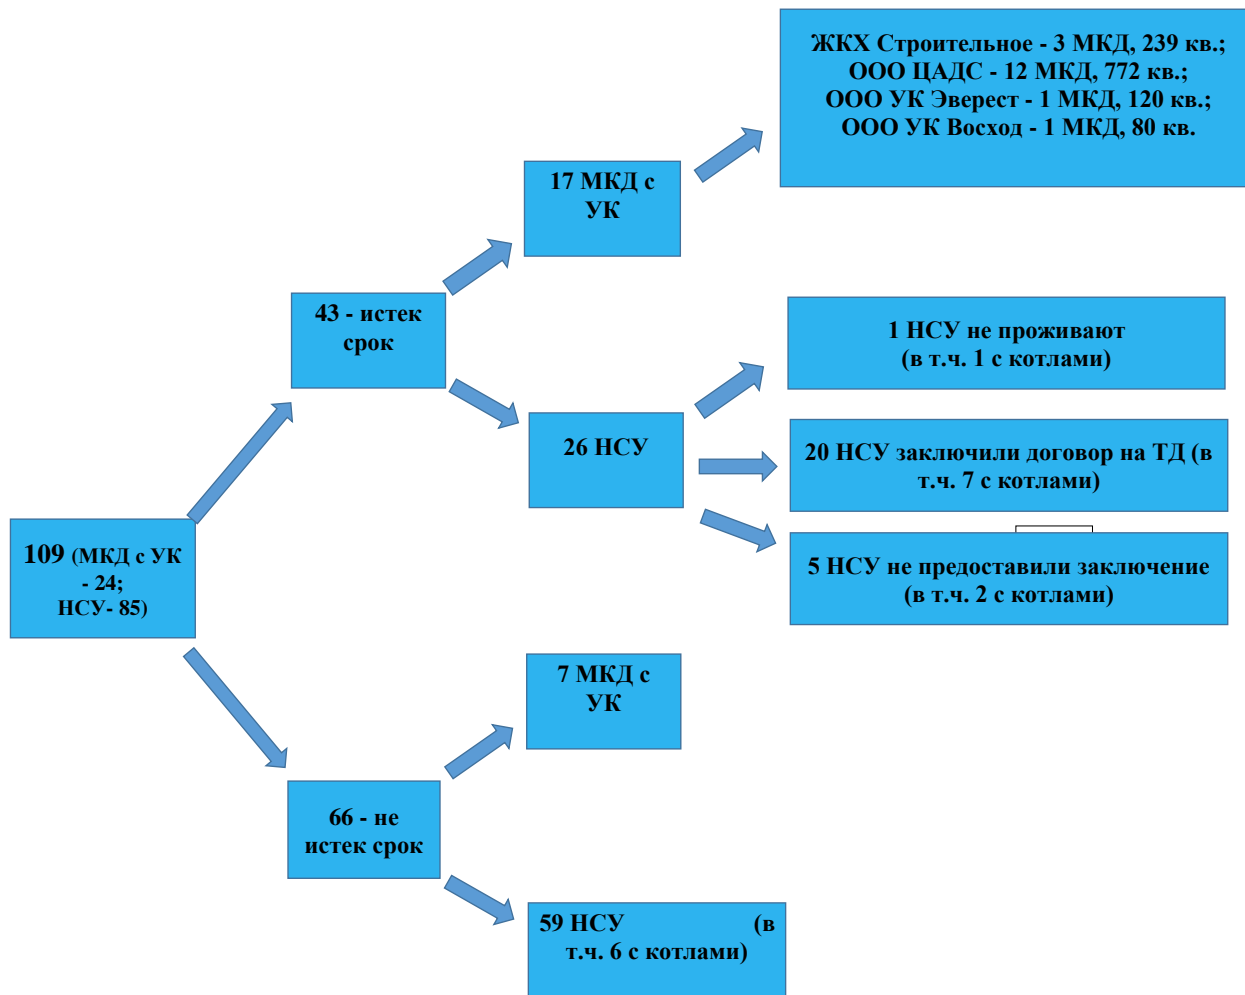 ЖКХ Строительное - 3 МКД, 239 кв.;
ООО ЦАДС - 12 МКД, 772 кв.;
ООО УК Эверест - 1 МКД, 120 кв.;
ООО УК Восход - 1 МКД, 80 кв.
17 МКД с
УК
43 - истек
срок
1 НСУ не проживают
(в т.ч. 1 с котлами)
26 НСУ
20 НСУ заключили договор на ТД (в
т.ч. 7 с котлами)
109 (МКД с УК
- 24;
НСУ- 85)
5 НСУ не предоставили заключение
(в т.ч. 2 с котлами)
7 МКД с
УК
66 - не
истек срок
59 НСУ (в
т.ч. 6 с котлами)